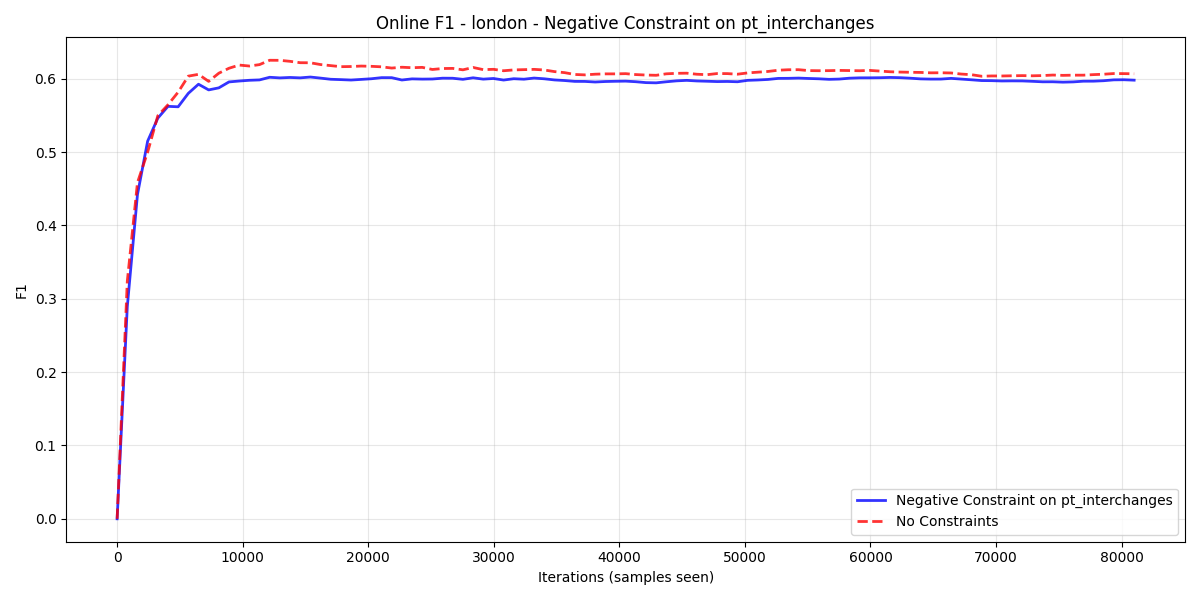 Online F1 - london - Negative Constraint on pt_interchanges
F1
0.6
0.5
0.4
0.3
0.2
0.1
0.0
0 10000 20000 30000 40000 50000 60000 70000 80000
Iterations (samples seen)
Negative Constraint on pt_interchanges
No Constraints